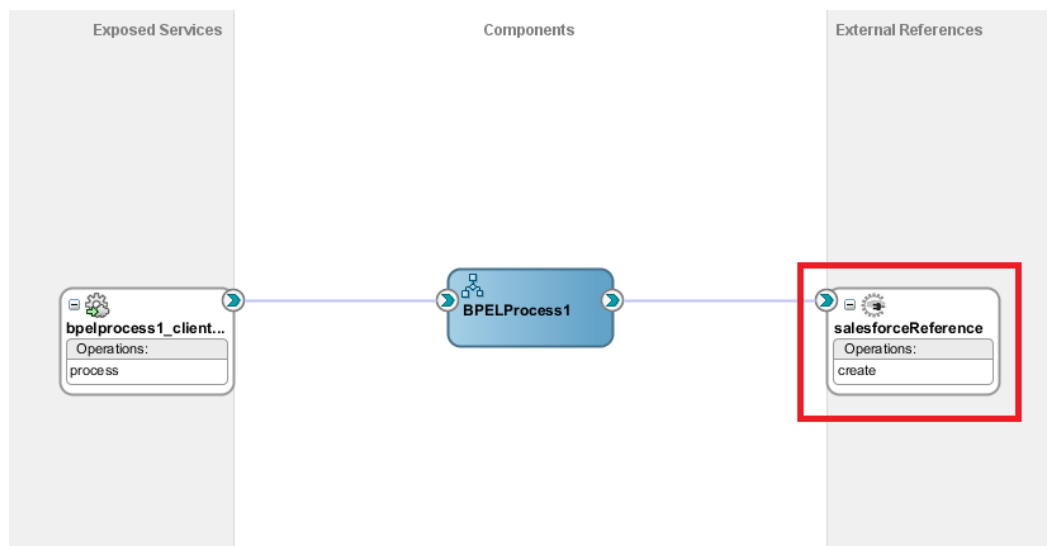 Exposed Services
Components
External References
bpelprocess1_client...
Operations:
process
BPELProcess1
salesforceReference
Operations:
create